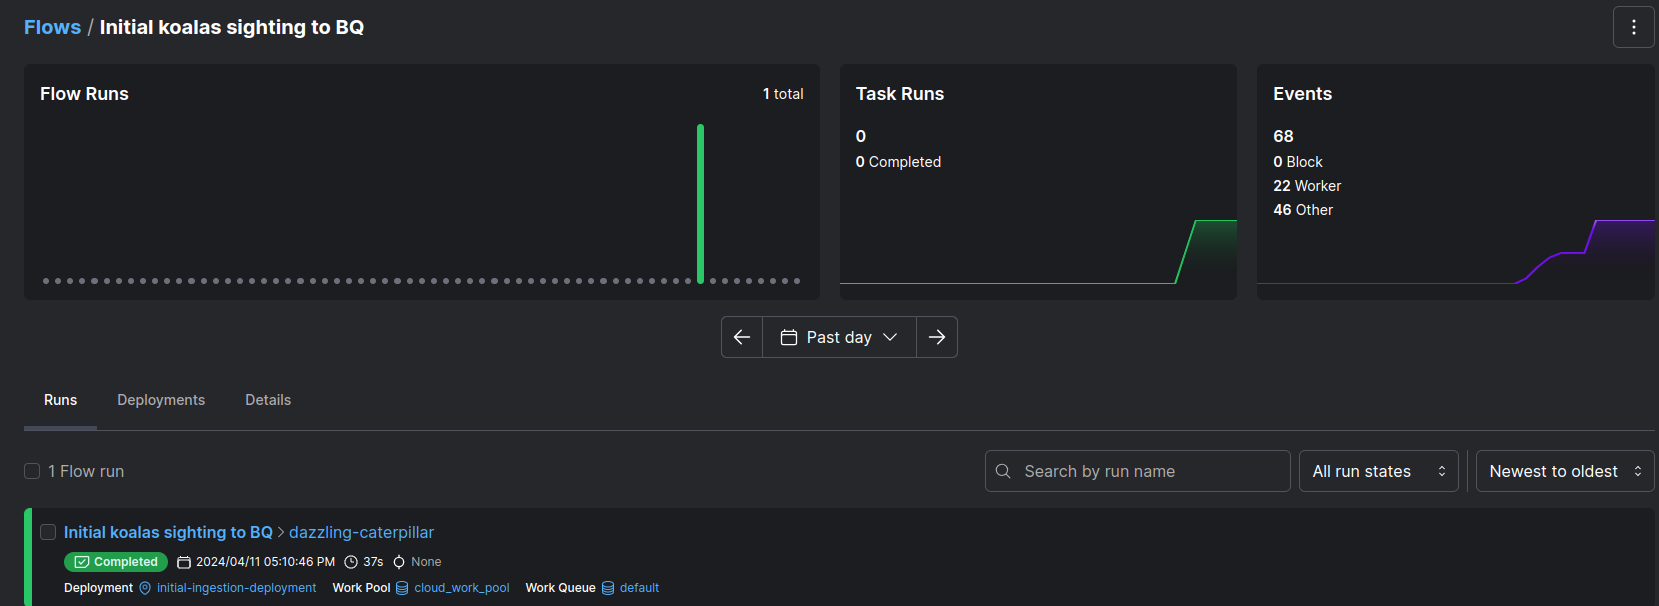 Flows / Initial koalas sighting to BQ
Flow Runs
1 total
Task Runs
0
0 Completed
Events
68
0 Block
22 Worker
46 Other
Past day
Runs Deployments Details
1 Flow run
Search by run name
All run states
Newest to oldest
Initial koalas sighting to BQ > dazzling-caterpillar
Completed 2024/04/11 05:10:46 PM 37s None
Deployment initial-ingestion-deployment Work Pool cloud_work_pool Work Queue default